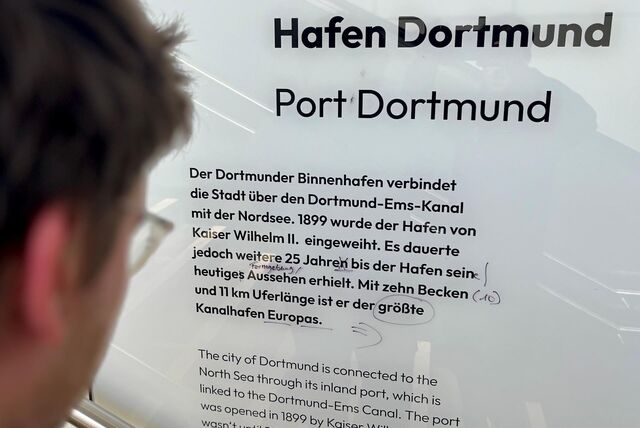 Hafen Dortmund
Port Dortmund
Der Dortmunder Binnenhafen verbindet
die Stadt über den Dortmund-Ems-Kanal
mit der Nordsee. 1899 wurde der Hafen von
Kaiser Wilhelm II. eingeweiht. Es dauerte
jedoch weitere 25 Jahren bis der Hafen sein
heutiges Aussehen erhielt. Mit zehn Becken (10)
und 11 km Uferlänge ist er der größte
Kanalhafen Europas.
The city of Dortmund is connected to the
North Sea through its inland port, which is
linked to the Dortmund-Ems Canal. The port
was opened in 1899 by Kaiser
wasn't until